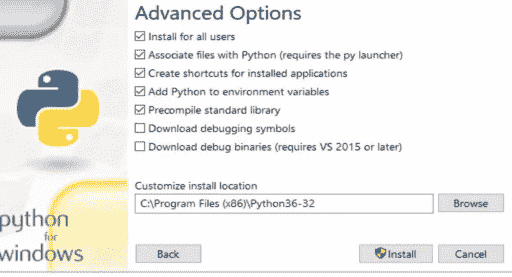 Advanced Options
Install for all users
Associate files with Python (requires the py launcher)
Create shortcuts for installed applications
Add Python to environment variables
Precompile standard library
Download debugging symbols
Download debug binaries (requires VS 2015 or later)
Customize install location
C:\Program Files (x86)\Python36-32
Browse
python
for
windows
Back
Install
Cancel